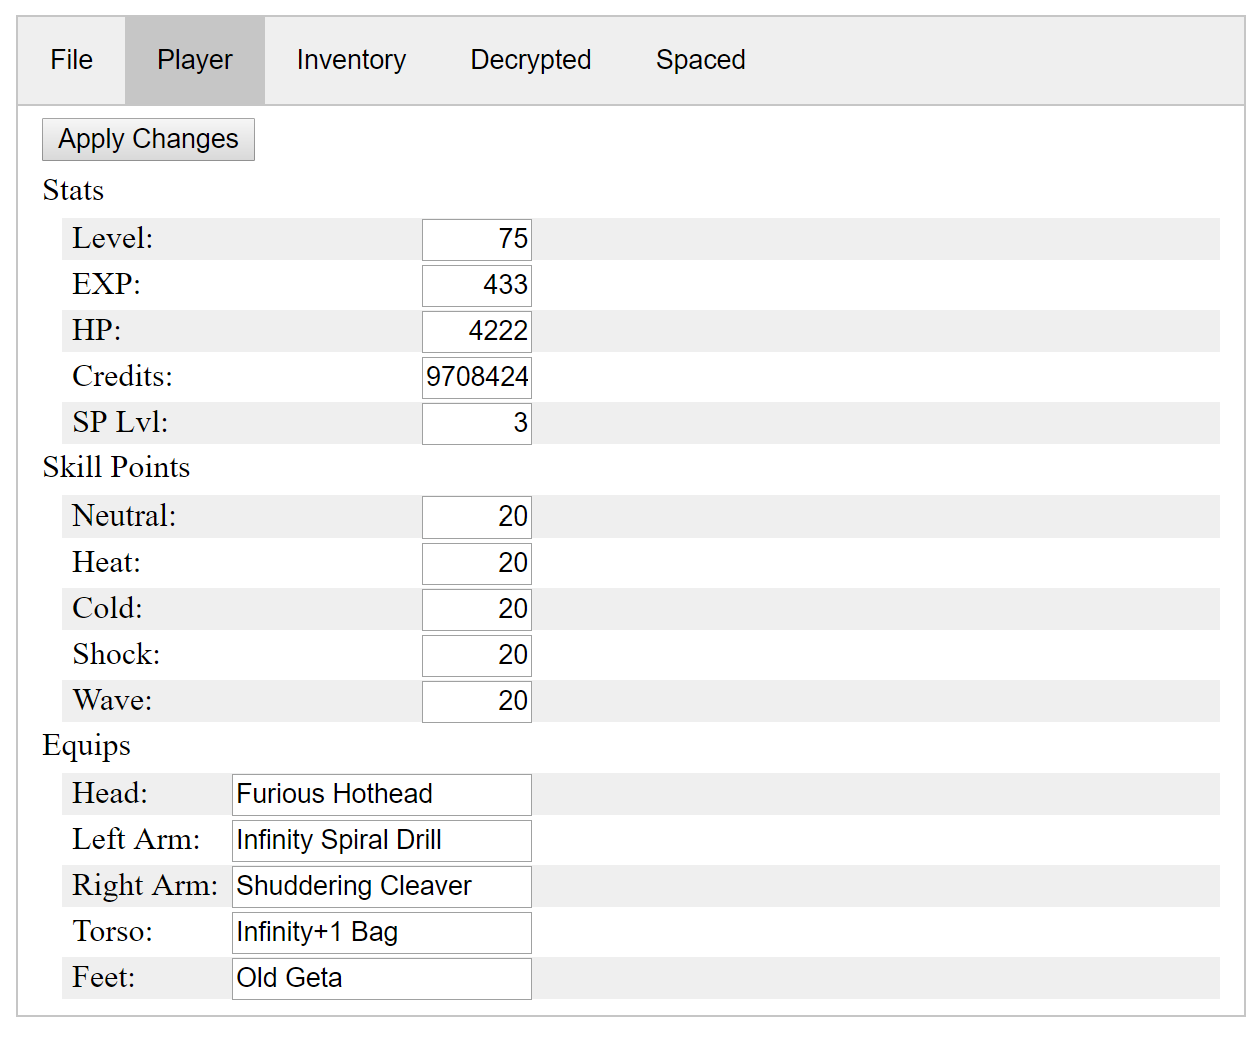 File Player Inventory Decrypted Spaced
Apply Changes
Stats
Level: 75
EXP: 433
HP: 4222
Credits: 9708424
SP Lvl: 3
Skill Points
Neutral: 20
Heat: 20
Cold: 20
Shock: 20
Wave: 20
Equips
Head: Furious Hothead
Left Arm: Infinity Spiral Drill
Right Arm: Shuddering Cleaver
Torso: Infinity+1 Bag
Feet: Old Geta